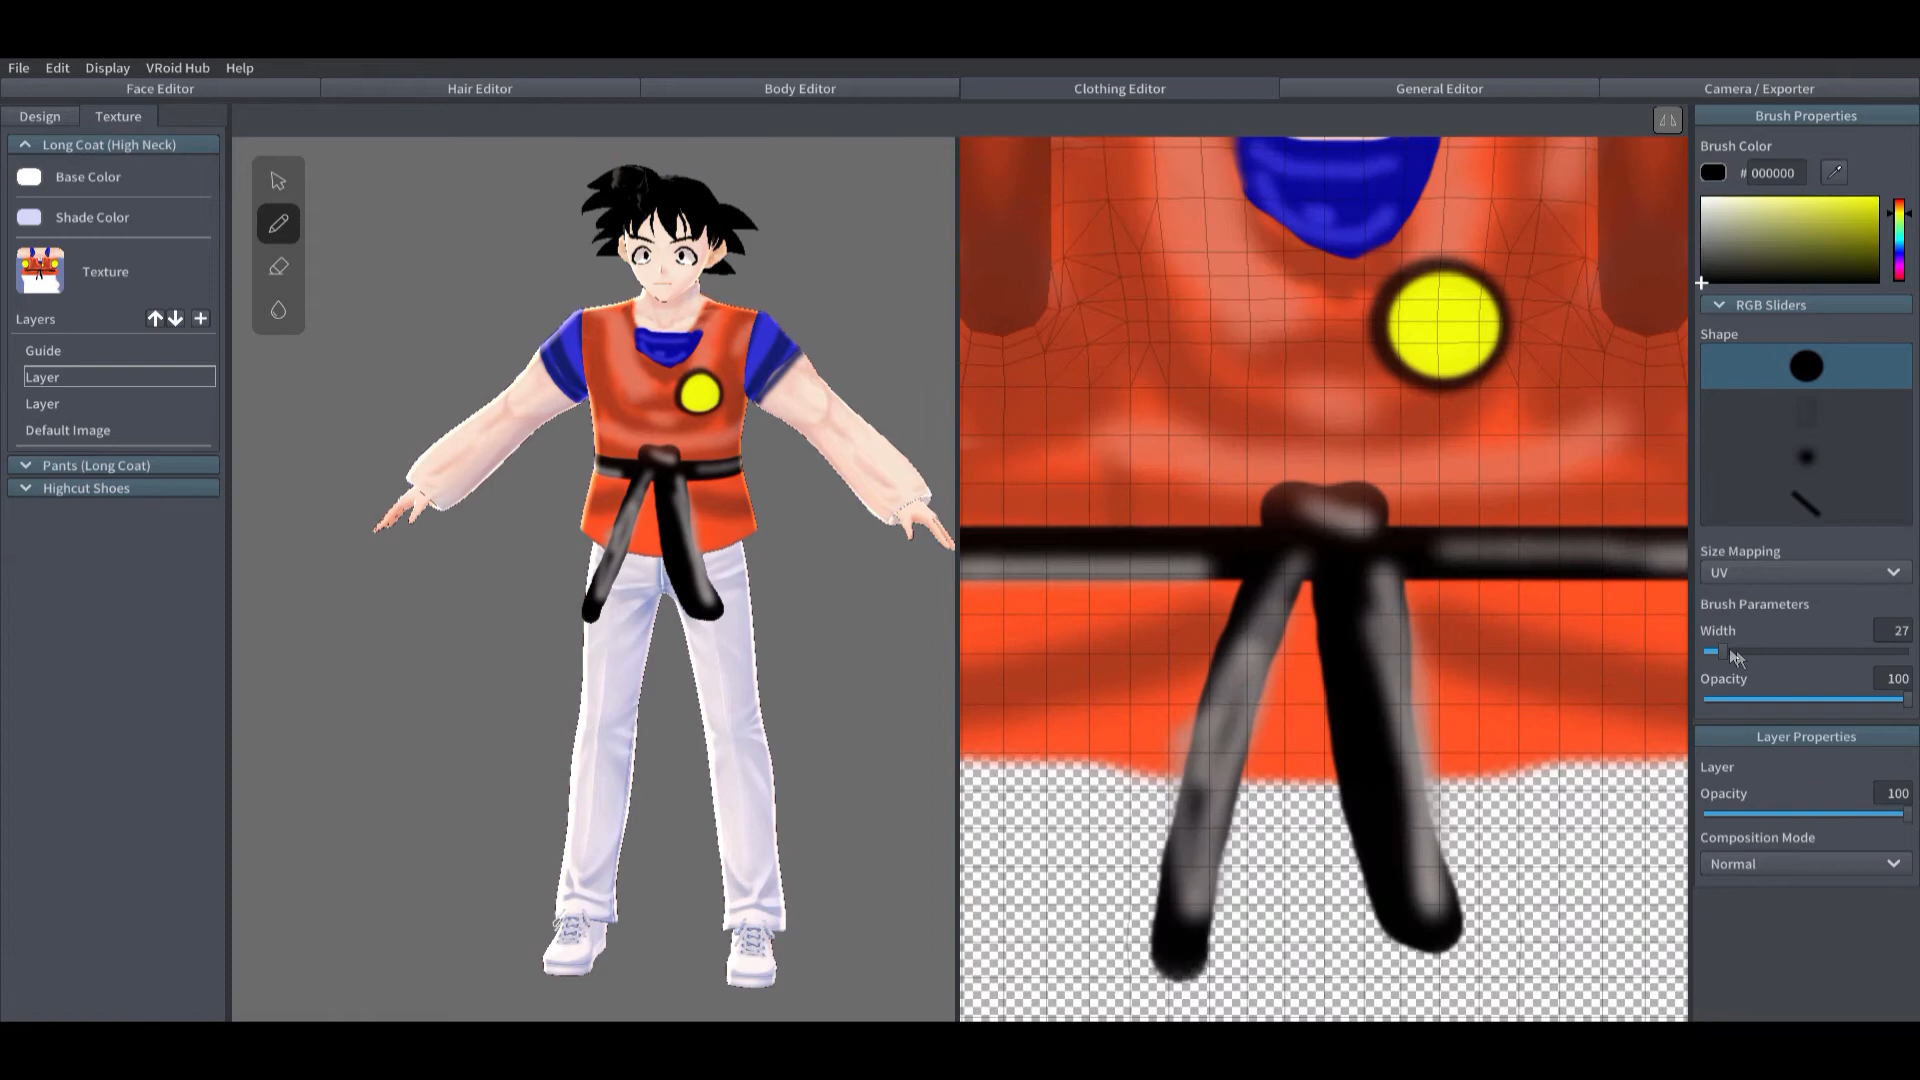 File Edit Display VRoid Hub Help
Face Editor Hair Editor Body Editor Clothing Editor General Editor Camera / Exporter
Design Texture
Long Coat (High Neck)
Base Color
Shade Color
Texture
Layers
Guide
Layer
Layer
Default Image
Pants (Long Coat)
Highcut Shoes
Brush Properties
Brush Color
# 000000
RGB Sliders
Shape
Size Mapping
UV
Brush Parameters
Width 27
Opacity 100
Layer Properties
Layer
Opacity 100
Composition Mode
Normal